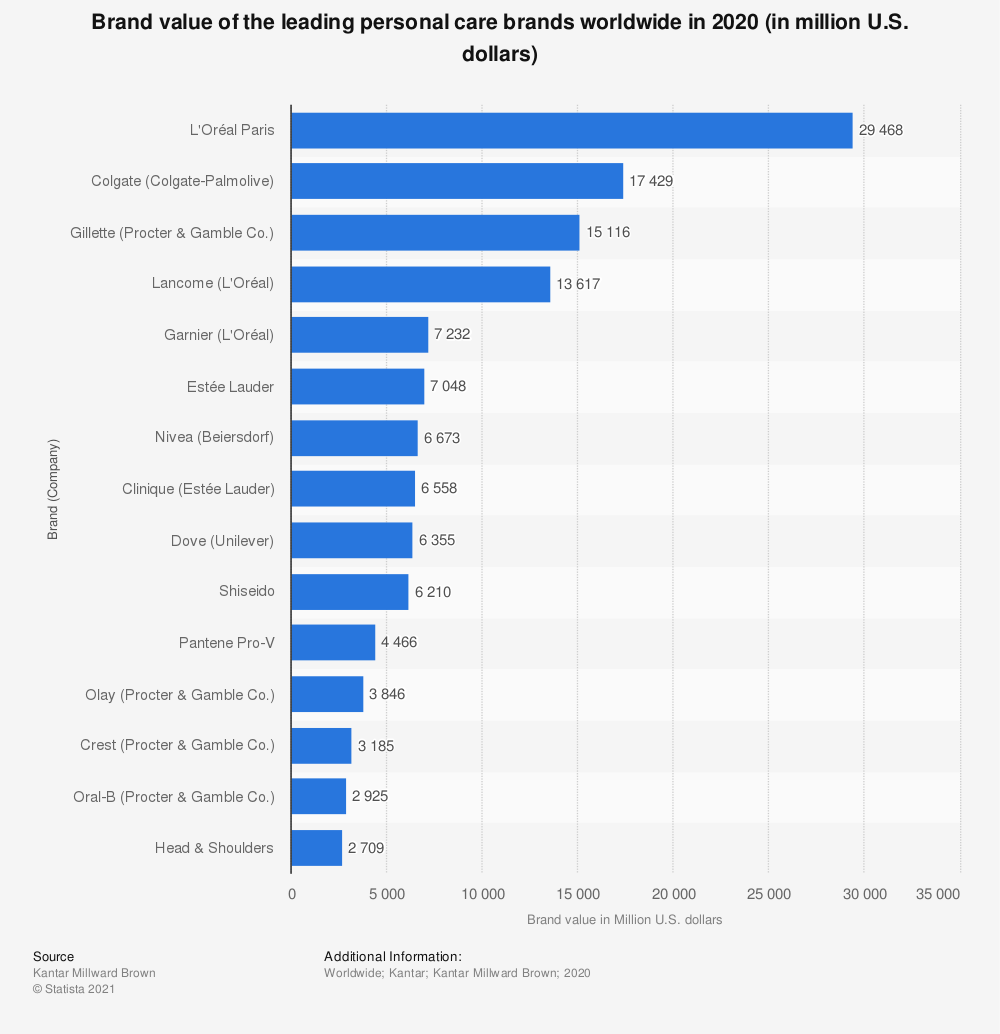 Brand value of the leading personal care brands worldwide in 2020 (in million U.S.
dollars)
L'Oréal Paris 29 468
Colgate (Colgate-Palmolive) 17 429
Gillette (Procter & Gamble Co.) 15 116
Lancome (L'Oréal) 13 617
Garnier (L'Oréal) 7 232
Estée Lauder 7 048
Nivea (Beiersdorf) 6 673
Clinique (Estée Lauder) 6 558
Dove (Unilever) 6 355
Shiseido 6 210
Pantene Pro-V 4 466
Olay (Procter & Gamble Co.) 3 846
Crest (Procter & Gamble Co.) 3 185
Oral-B (Procter & Gamble Co.) 2 925
Head & Shoulders 2 709
Brand (Company)
0 5 000 10 000 15 000 20 000 25 000 30 000 35 000
Brand value in Million U.S. dollars
Source
Kantar Millward Brown
© Statista 2021
Additional Information:
Worldwide; Kantar; Kantar Millward Brown; 2020